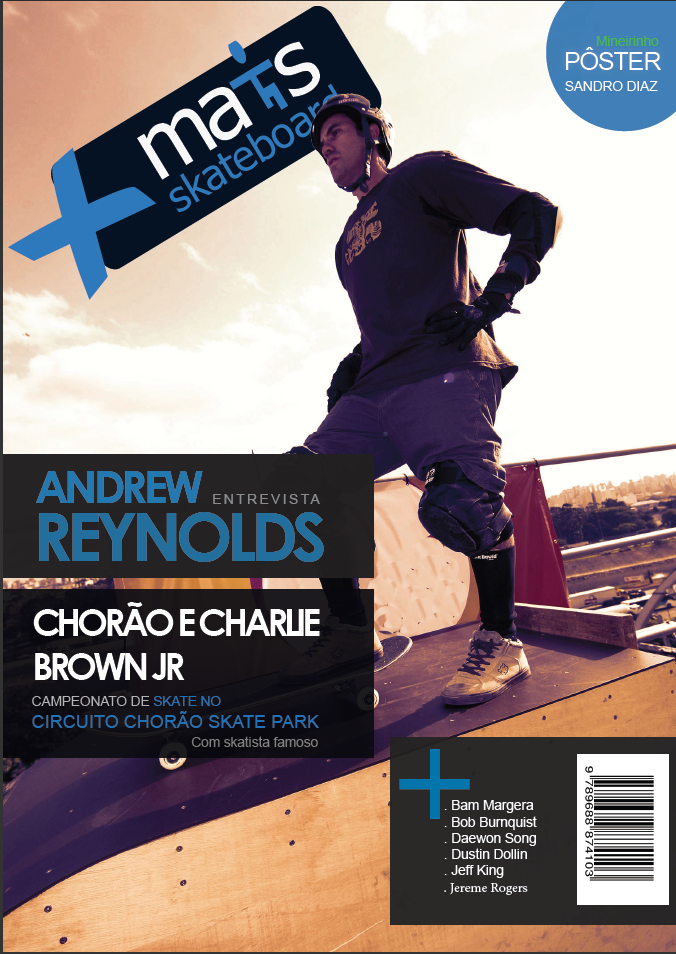 Mineirinho
PÔSTER
SANDRO DIAZ
mais
skateboard
ANDREW ENTREVISTA
REYNOLDS
CHORÃO E CHARLIE
BROWN JR
CAMPEONATO DE SKATE NO
CIRCUITO CHORÃO SKATE PARK
Com skatista famoso
. Bam Margera
. Bob Burnquist
. Daewon Song
. Dustin Dollin
. Jeff King
. Jereme Rogers
9 789688 874103